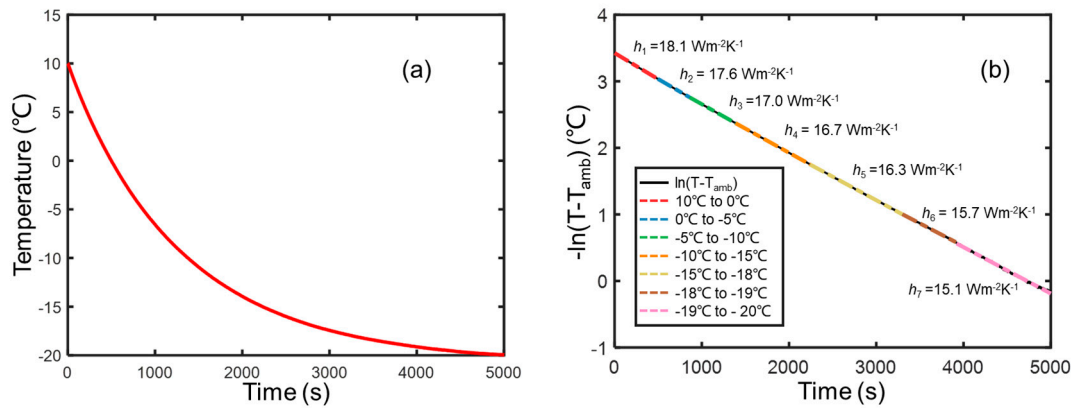 15
10
5
0
-5
-10
-15
-20
0 1000 2000 3000 4000 5000
Temperature (℃)
Time (s)
(a)
4
3
2
1
0
-1
0 1000 2000 3000 4000 5000
-ln(T-Tamb) (℃)
Time (s)
(b)
h₁ =18.1 Wm⁻²K⁻¹
h₂ = 17.6 Wm⁻²K⁻¹
h₃ =17.0 Wm⁻²K⁻¹
h₄ = 16.7 Wm⁻²K⁻¹
h₅ =16.3 Wm⁻²K⁻¹
h₆ = 15.7 Wm⁻²K⁻¹
h₇ =15.1 Wm⁻²K⁻¹
ln(T-Tamb)
10℃ to 0℃
0℃ to -5℃
-5℃ to -10℃
-10℃ to -15℃
-15℃ to -18℃
-18℃ to -19℃
-19℃ to - 20℃